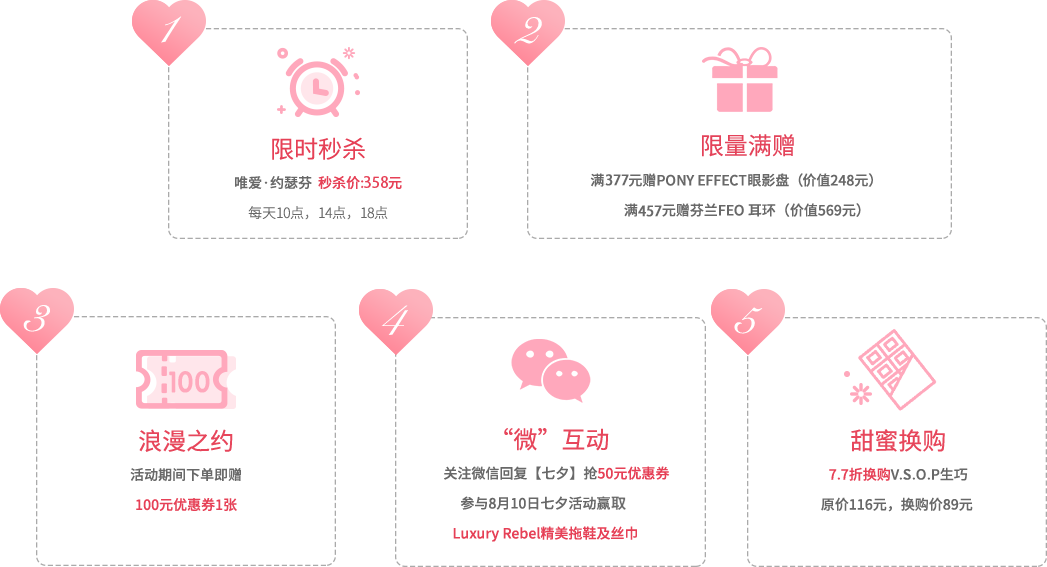 1
限时秒杀
唯爱·约瑟芬 秒杀价:358元
每天10点，14点，18点
2
限量满赠
满377元赠PONY EFFECT眼影盘（价值248元）
满457元赠芬兰FEO 耳环（价值569元）
3
100
浪漫之约
活动期间下单即赠
100元优惠券1张
4
“微”互动
关注微信回复【七夕】抢50元优惠券
参与8月10日七夕活动赢取
Luxury Rebel精美拖鞋及丝巾
5
甜蜜换购
7.7折换购V.S.O.P生巧
原价116元，换购价89元